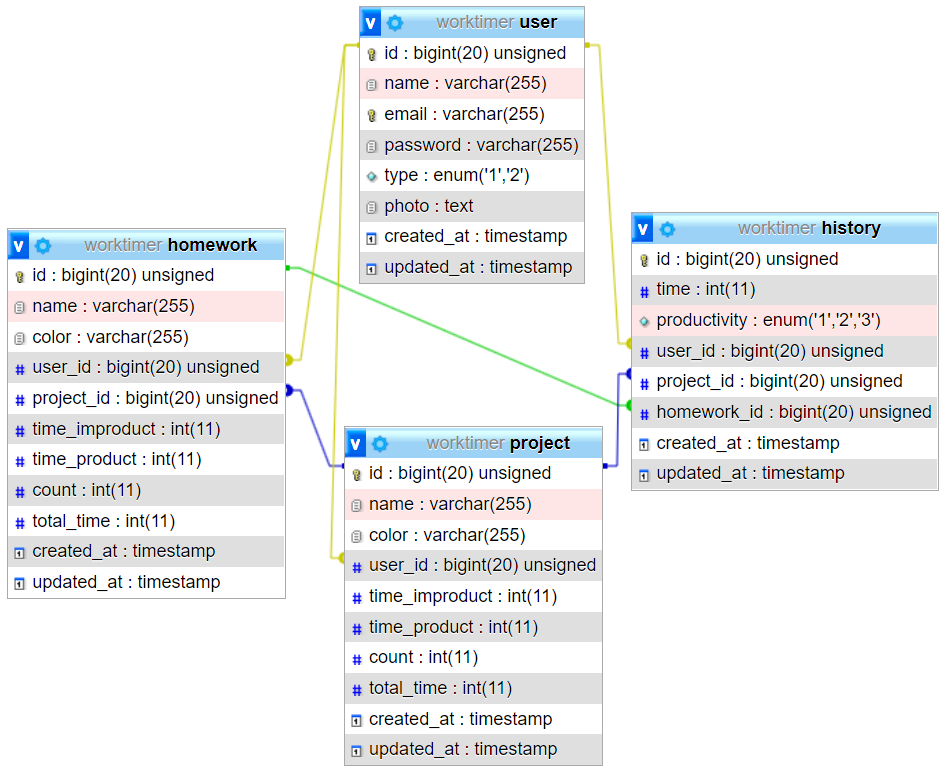 v worktimer user
id : bigint(20) unsigned
name : varchar(255)
email : varchar(255)
password : varchar(255)
type : enum('1','2')
photo : text
created_at : timestamp
updated_at : timestamp
v worktimer homework
id : bigint(20) unsigned
name : varchar(255)
color : varchar(255)
# user_id : bigint(20) unsigned
# project_id : bigint(20) unsigned
# time_improduct : int(11)
# time_product : int(11)
# count : int(11)
# total_time : int(11)
created_at : timestamp
updated_at : timestamp
v worktimer project
id : bigint(20) unsigned
name : varchar(255)
color : varchar(255)
# user_id : bigint(20) unsigned
# time_improduct : int(11)
# time_product : int(11)
# count : int(11)
# total_time : int(11)
created_at : timestamp
updated_at : timestamp
v worktimer history
id : bigint(20) unsigned
# time : int(11)
productivity : enum('1','2','3')
# user_id : bigint(20) unsigned
# project_id : bigint(20) unsigned
# homework_id : bigint(20) unsigned
created_at : timestamp
updated_at : timestamp